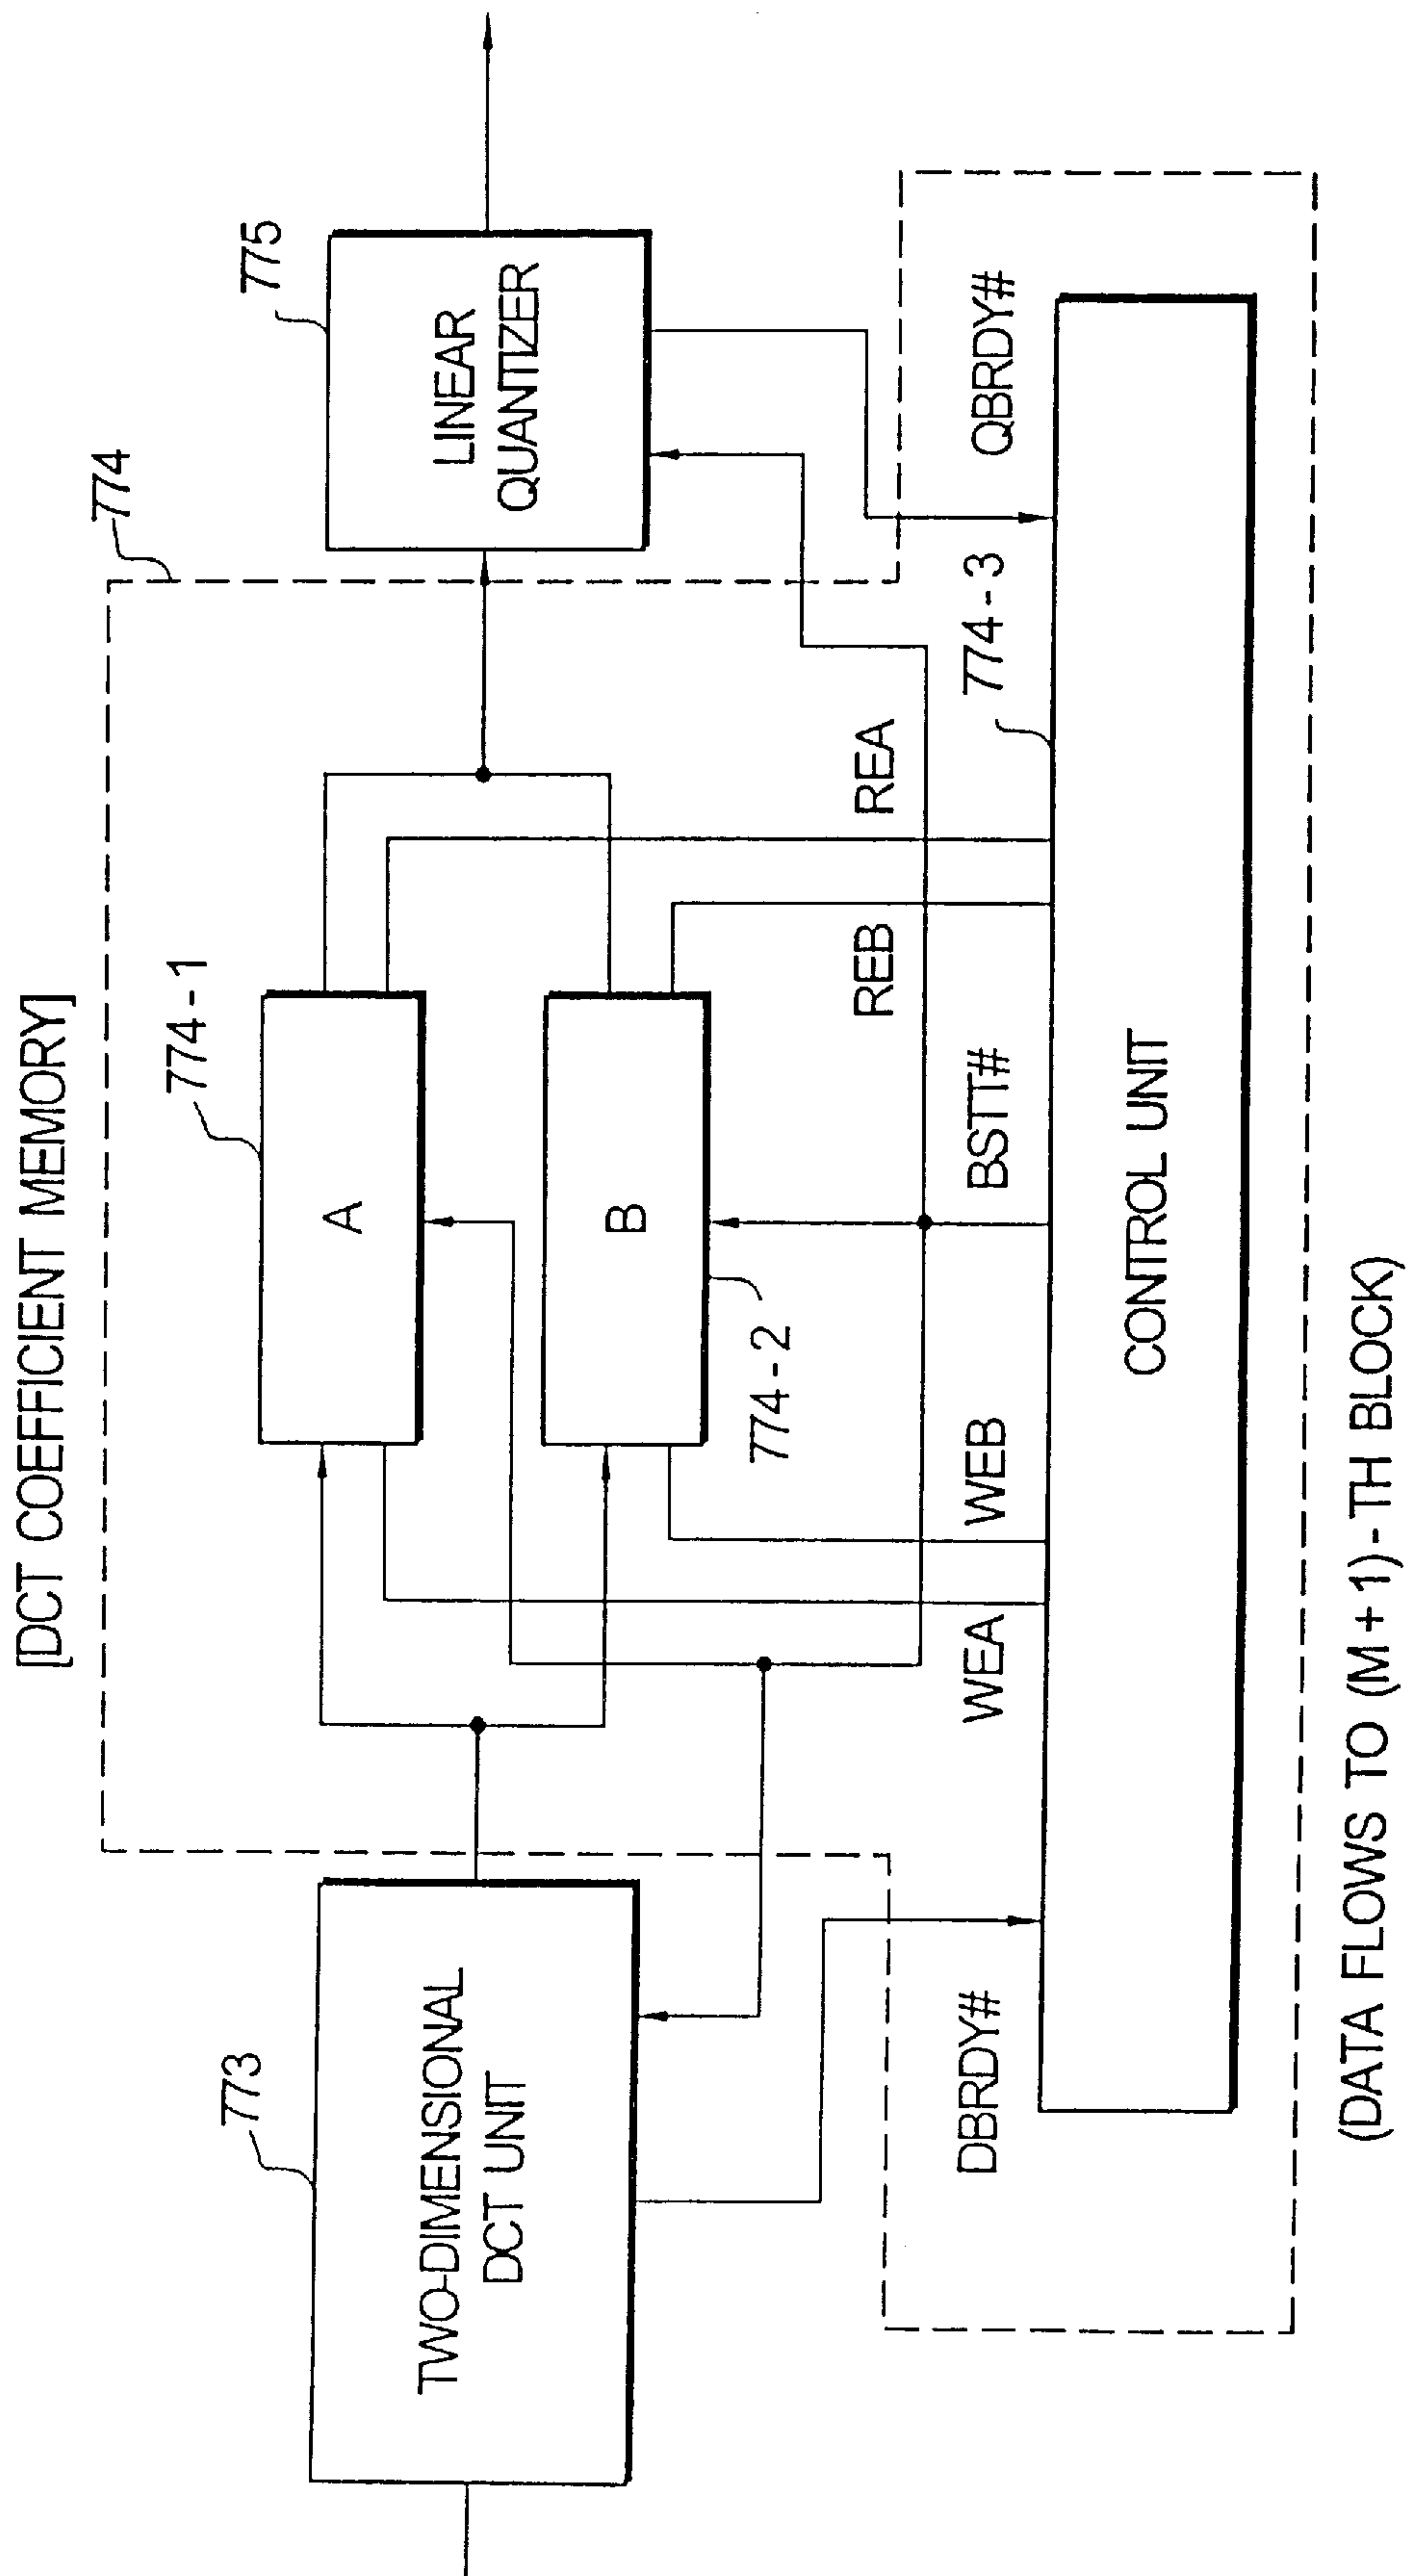 [DCT COEFFICIENT MEMORY]
774
773
TWO-DIMENSIONAL
DCT UNIT
774-1
A
B
774-2
775
LINEAR
QUANTIZER
REB
REA
DBRDY#
WEA
WEB
BSTT#
774-3
QBRDY#
CONTROL UNIT
(DATA FLOWS TO (M+1)-TH BLOCK)